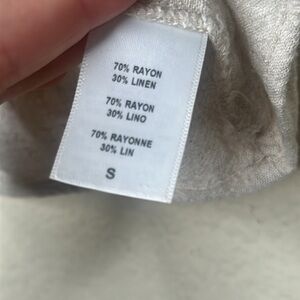 70% RAYON
30% LINEN
70% RAYON
30% LINO
70% RAYONNE
30% LIN
S